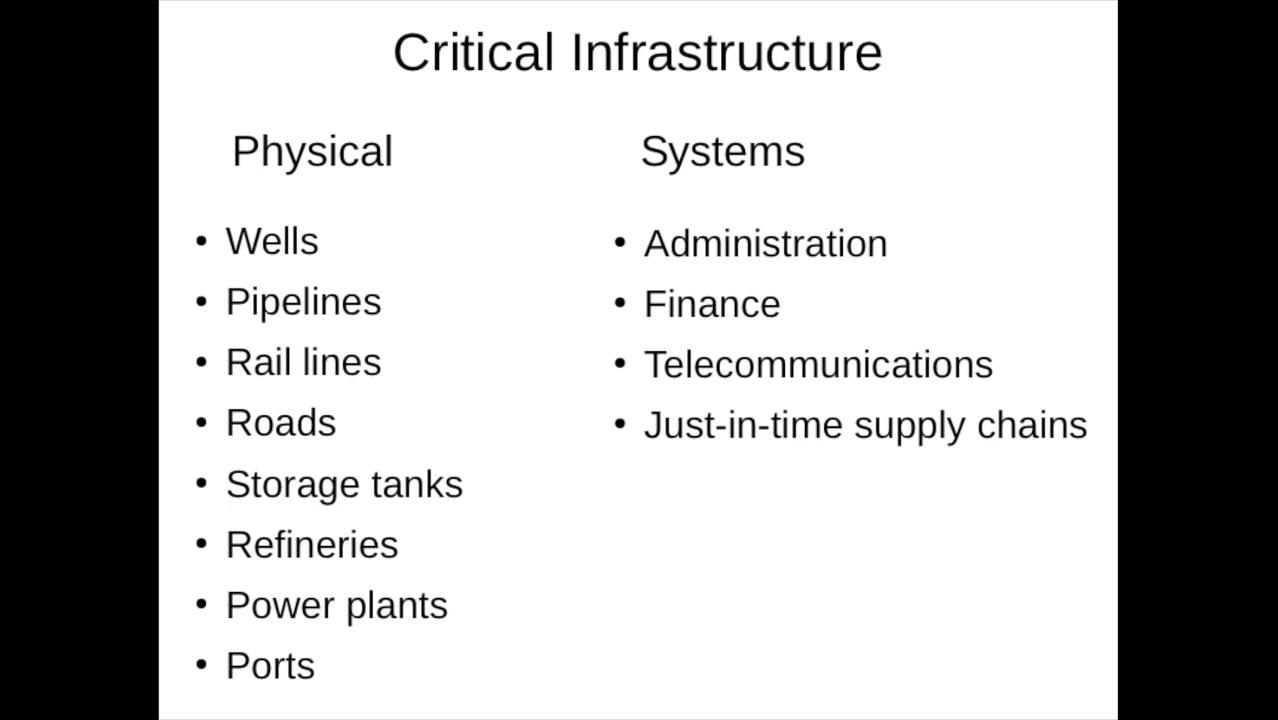 Critical Infrastructure
Physical
• Wells
• Pipelines
• Rail lines
• Roads
• Storage tanks
• Refineries
• Power plants
• Ports
Systems
• Administration
• Finance
• Telecommunications
• Just-in-time supply chains